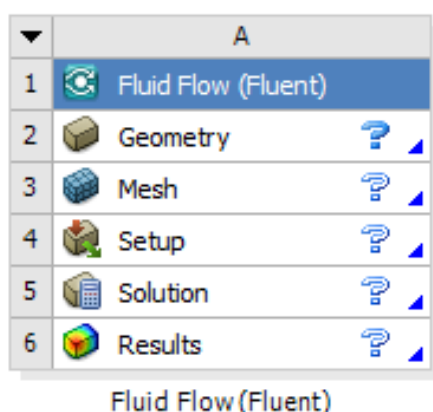 A
1 Fluid Flow (Fluent)
2 Geometry ?
3 Mesh ?
4 Setup ?
5 Solution ?
6 Results ?
Fluid Flow (Fluent)